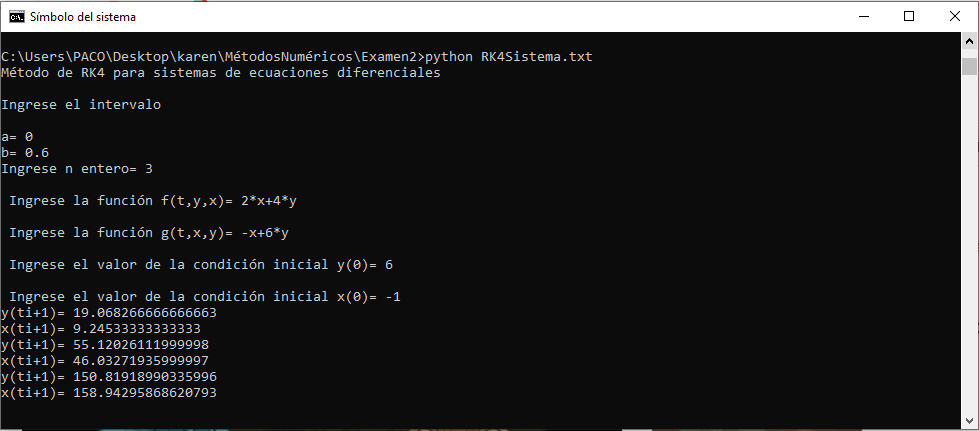 Símbolo del sistema
C:\Users\PACO\Desktop\karen\MétodosNuméricos\Examen2>python RK4Sistema.txt
Método de RK4 para sistemas de ecuaciones diferenciales
Ingrese el intervalo
a= 0
b= 0.6
Ingrese n entero= 3
Ingrese la función f(t,y,x)= 2*x+4*y
Ingrese la función g(t,x,y)= -x+6*y
Ingrese el valor de la condición inicial y(0)= 6
Ingrese el valor de la condición inicial x(0)= -1
y(ti+1)= 19.068266666666663
x(ti+1)= 9.24533333333333
y(ti+1)= 55.12026111999998
x(ti+1)= 46.03271935999997
y(ti+1)= 150.81918990335996
x(ti+1)= 158.94295868620793